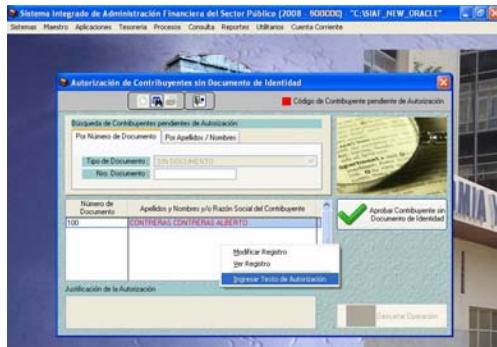 Sistema Integrado de Administración Financiera del Sector Público (2008 - 500000) - "C:\SIAF_NEW_ORACLE"
Sistemas Maestro Aplicaciones Tesorería Procesos Consulta Reportes Utilitarios Cuenta Corriente
Autorización de Contribuyentes sin Documento de Identidad
Código de Contribuyente pendiente de Autorización
Búsqueda de Contribuyentes pendientes de Autorización
Por Número de Documento Por Apellidos / Nombres
Tipo de Documento : SIN DOCUMENTO
Nro. Documento :
Número de Documento Apellidos y Nombres y/o Razón Social del Contribuyente
100 CONTRERAS CONTRERAS ALBERTO
Aprobar Contribuyente sin
Documento de Identidad
Modificar Registro
Ver Registro
Ingresar Texto de Autorización
Justificación de la Autorización
Descartar Operación